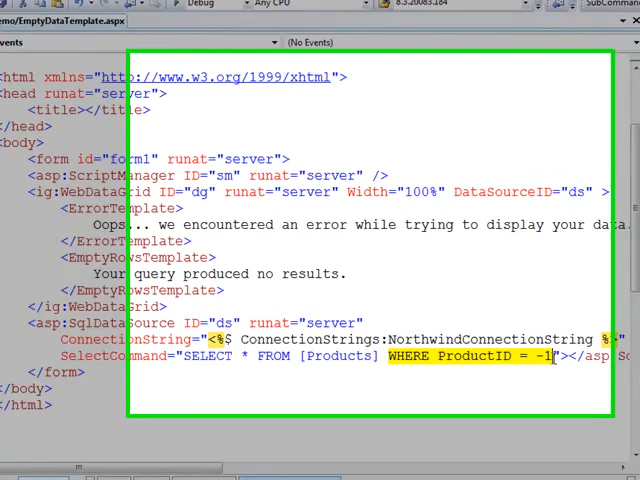 Debug Any CPU 8.3.20083.184 SubComman
emo/EmptyDataTemplate.aspx
vents (No Events)
<html xmlns="http://www.w3.org/1999/xhtml">
<head runat="server">
<title></title>
</head>
<body>
<form id="form1" runat="server">
<asp:ScriptManager ID="sm" runat="server" />
<ig:WebDataGrid ID="dg" runat="server" Width="100%" DataSourceID="ds" >
<ErrorTemplate>
Oops... we encountered an error while trying to display your data.
</ErrorTemplate>
<EmptyRowsTemplate>
Your query produced no results.
</EmptyRowsTemplate>
</ig:WebDataGrid>
<asp:SqlDataSource ID="ds" runat="server"
ConnectionString="<%$ ConnectionStrings:NorthwindConnectionString %>"
SelectCommand="SELECT * FROM [Products] WHERE ProductID = -1"></asp:Sc
</form>
</body>
</html>